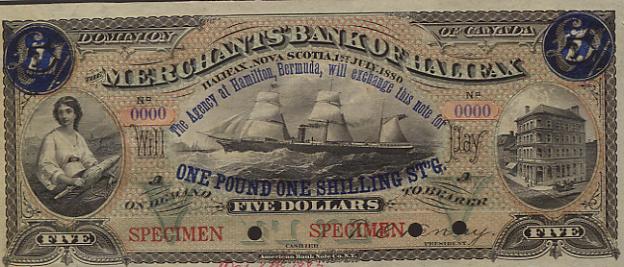 DOMINION OF CANADA
5 5
THE MERCHANTS' BANK OF HALIFAX
HALIFAX, NOVA SCOTIA, 1st JULY, 1880
The Agency at Hamilton, Bermuda, will exchange this note for
No No
0000 0000
Will Pay
ONE POUND ONE SHILLING STG.
A A
ON DEMAND TO BEARER
FIVE DOLLARS
FIVE SPECIMEN SPECIMEN FIVE
CASHIER PRESIDENT
American Bank Note Co. N.Y.